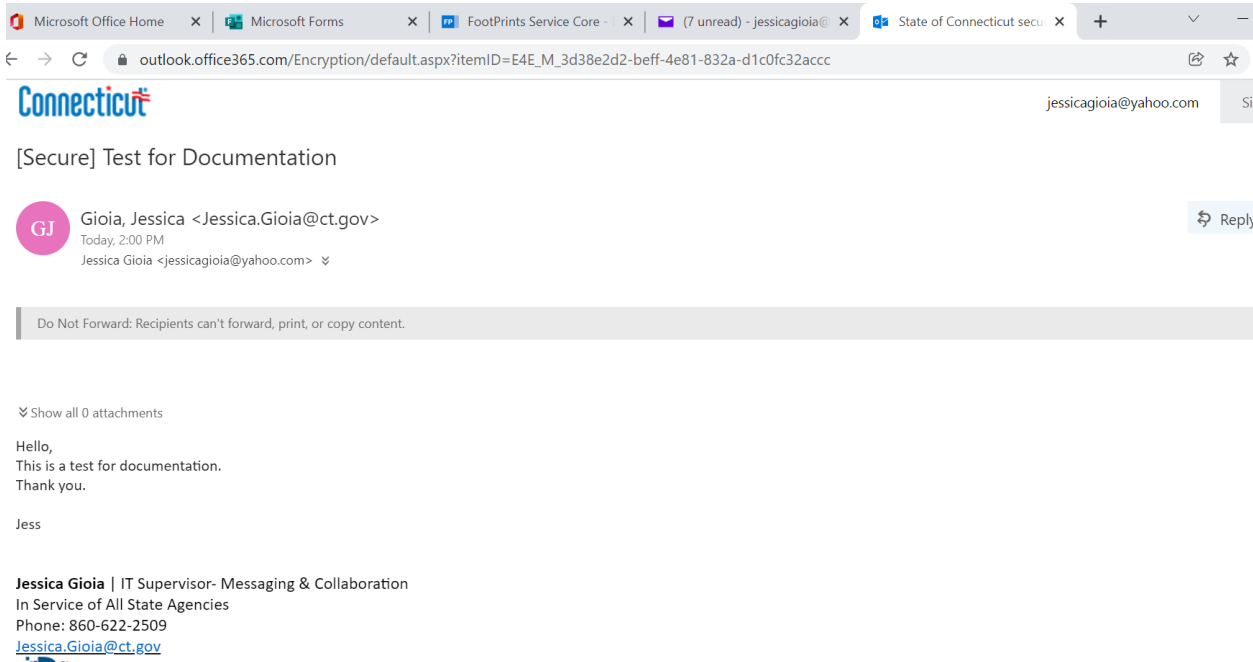 Microsoft Office Home
Microsoft Forms
FootPrints Service Core -
(7 unread) - jessicagioia@
State of Connecticut secu
outlook.office365.com/Encryption/default.aspx?itemID=E4E_M_3d38e2d2-beff-4e81-832a-d1c0fc32accc
Connecticut
jessicagioia@yahoo.com
Si
[Secure] Test for Documentation
GJ
Gioia, Jessica <Jessica.Gioia@ct.gov>
Reply
Today, 2:00 PM
Jessica Gioia <jessicagioia@yahoo.com>
Do Not Forward: Recipients can't forward, print, or copy content.
Show all 0 attachments
Hello,
This is a test for documentation.
Thank you.
Jess
Jessica Gioia | IT Supervisor- Messaging & Collaboration
In Service of All State Agencies
Phone: 860-622-2509
Jessica.Gioia@ct.gov